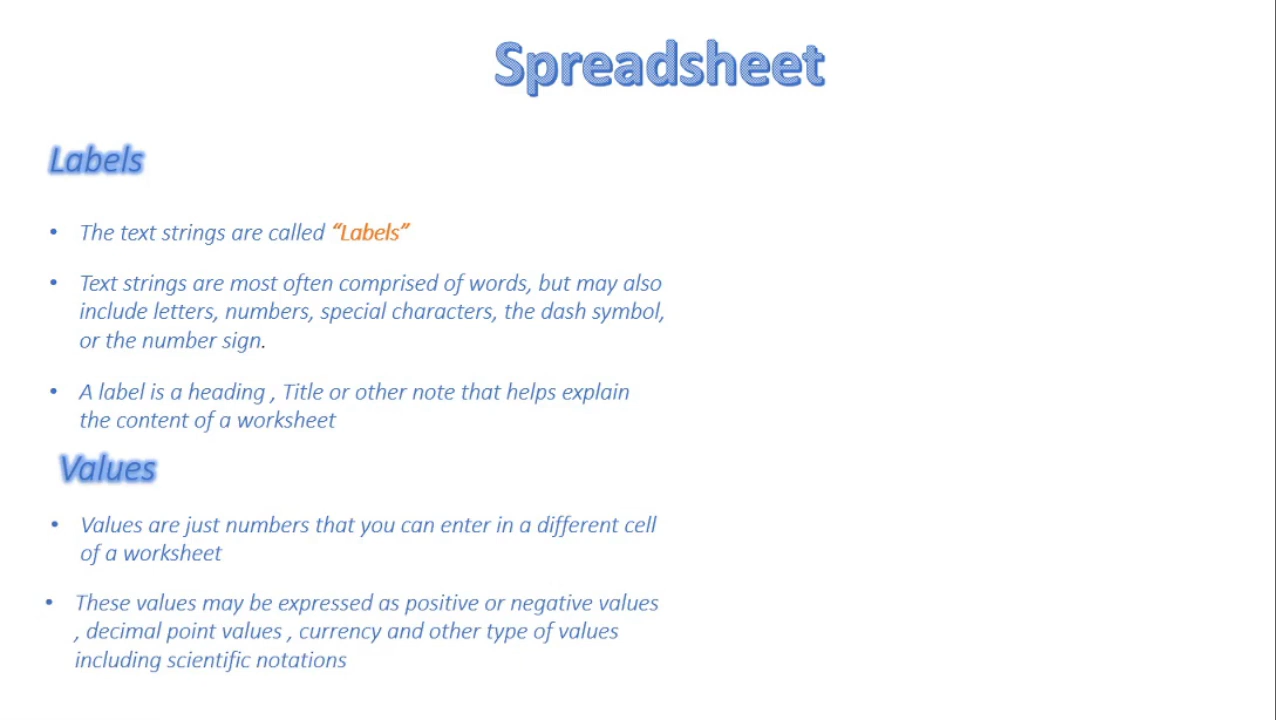 Spreadsheet
Labels
• The text strings are called “Labels”
• Text strings are most often comprised of words, but may also
include letters, numbers, special characters, the dash symbol,
or the number sign.
• A label is a heading , Title or other note that helps explain
the content of a worksheet
Values
• Values are just numbers that you can enter in a different cell
of a worksheet
• These values may be expressed as positive or negative values
, decimal point values , currency and other type of values
including scientific notations